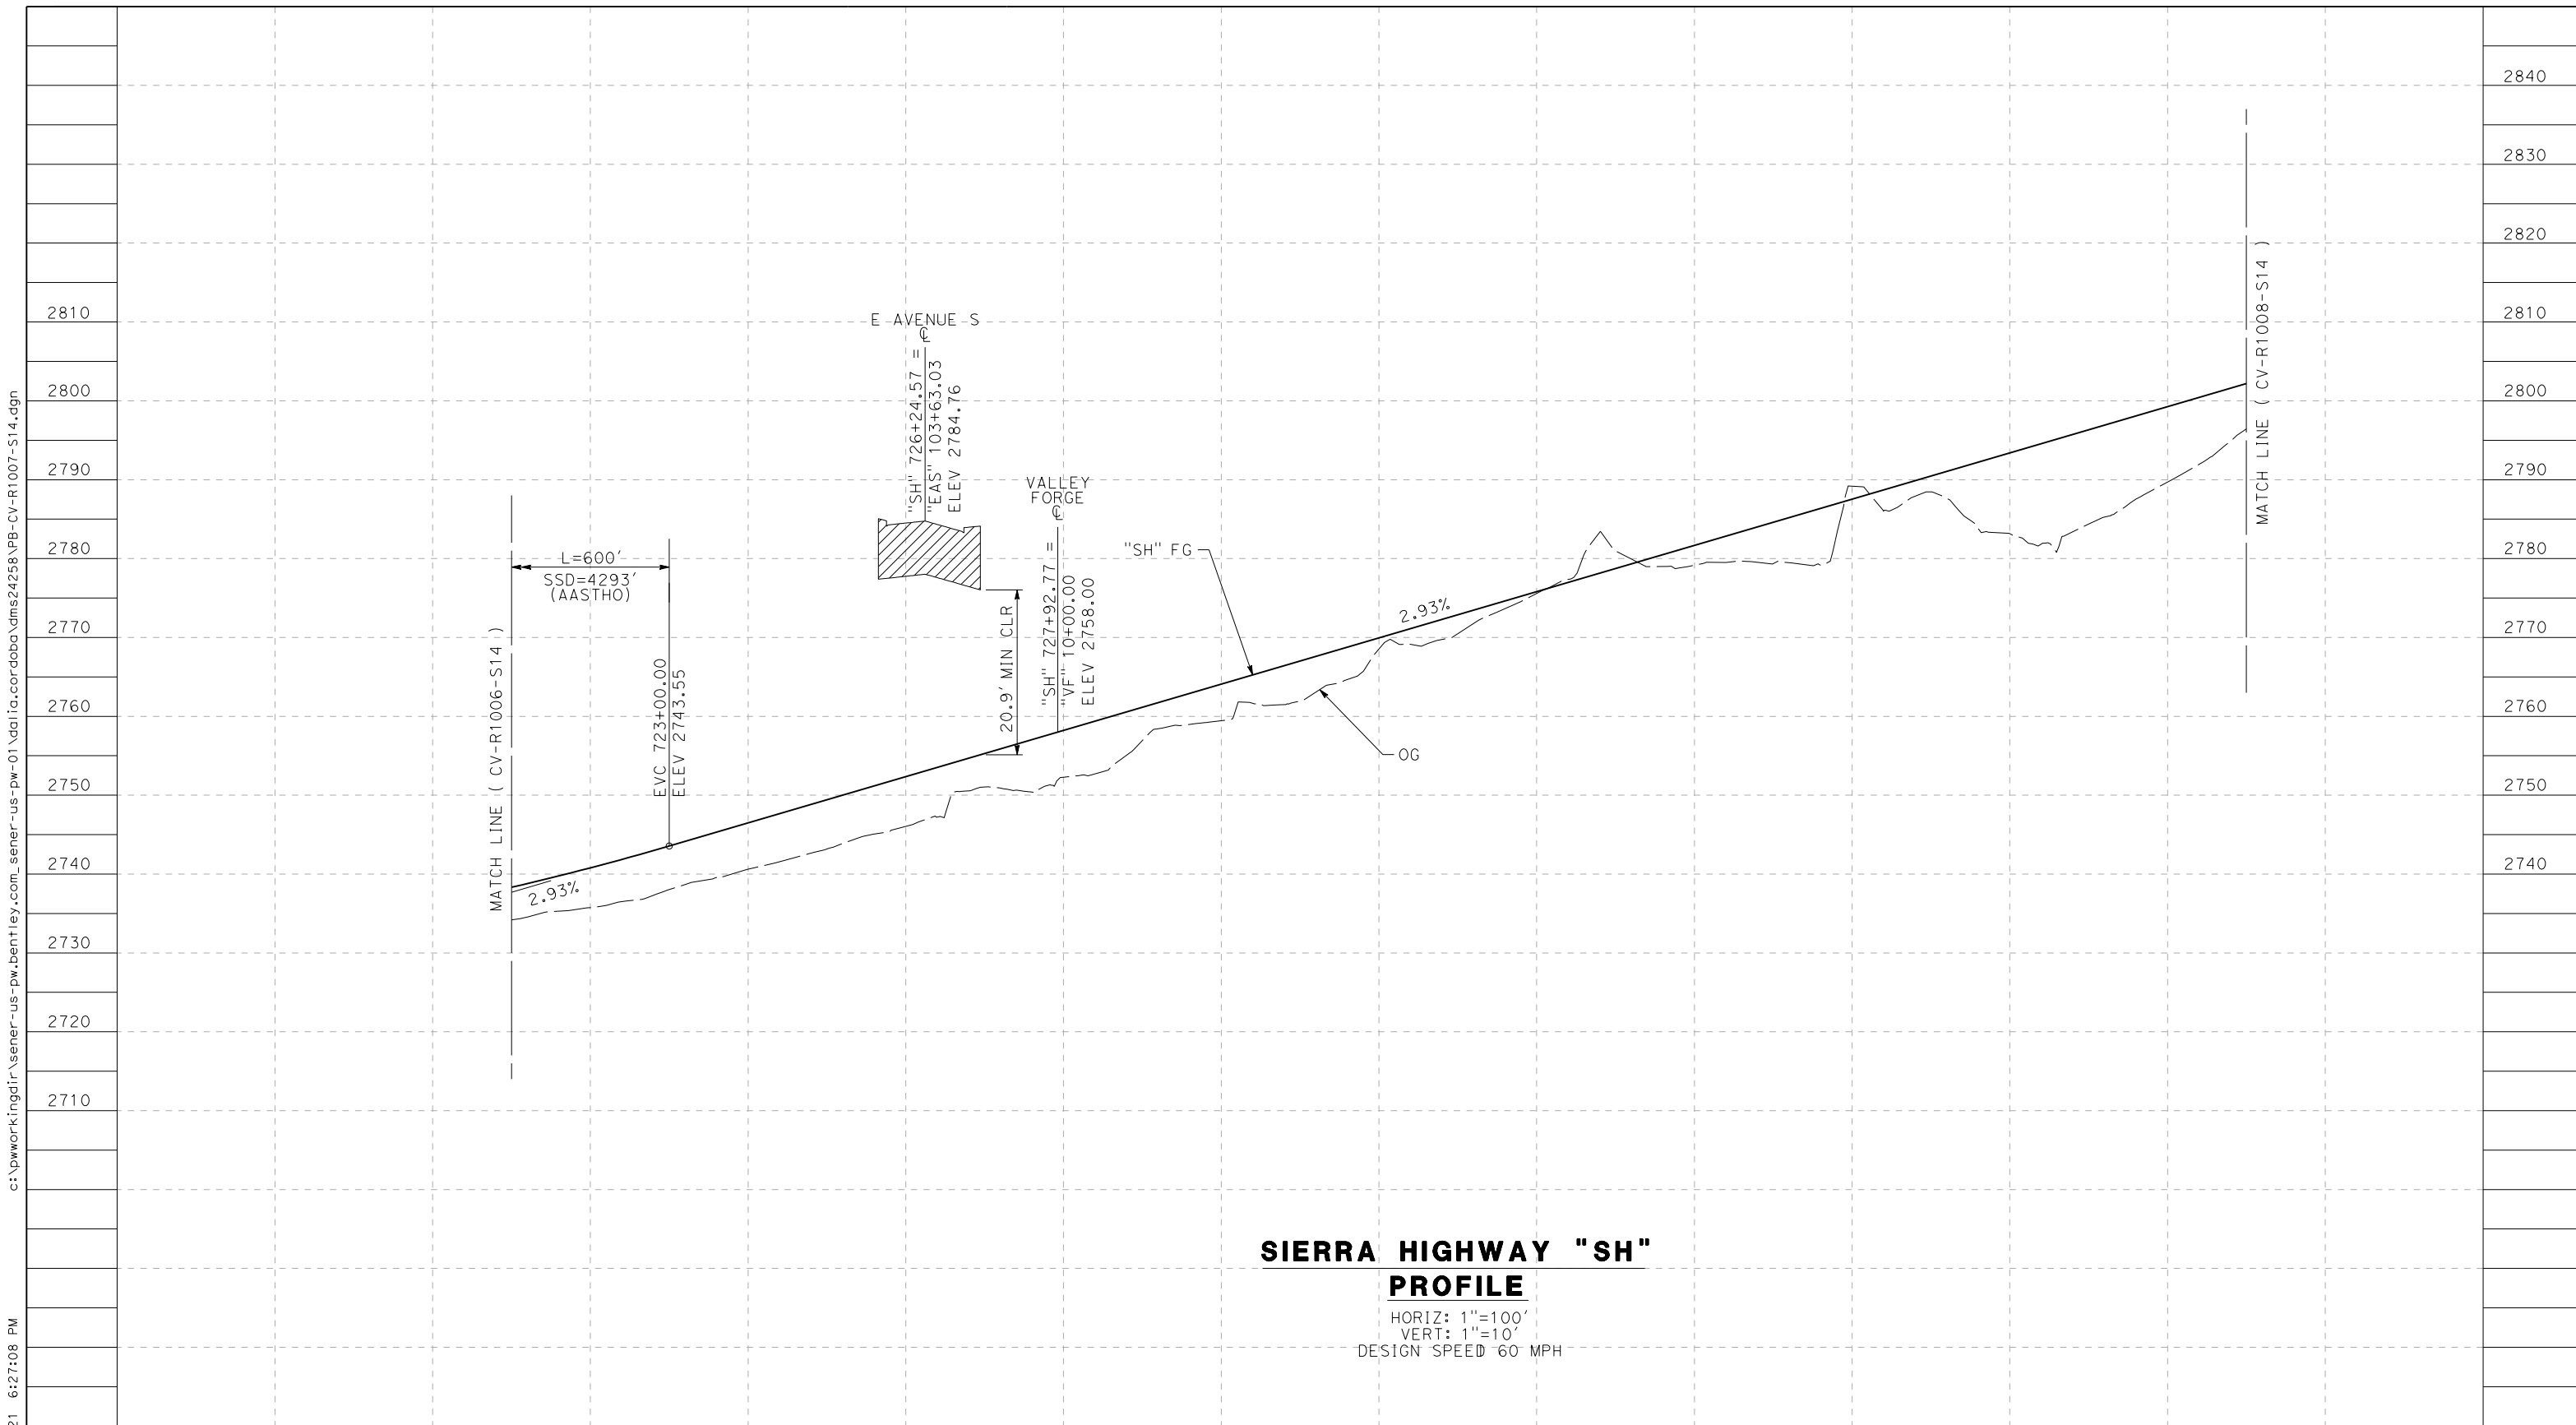 2840
2830
2820
2810
2810
2800
2800
2790
2790
2780
2780
2770
2770
2760
2760
2750
2750
2740
2740
2730
2720
2710
E AVENUE S
℄
"SH" 726+24.57 =
"EAS" 103+63.03
ELEV 2784.76
VALLEY
FORGE
℄
"SH" 727+92.77 =
"VF" 10+00.00
ELEV 2758.00
20.9' MIN CLR
L=600'
SSD=4293'
(AASTHO)
EVC 723+00.00
ELEV 2743.55
MATCH LINE ( CV-R1006-S14 )
2.93%
"SH" FG
2.93%
OG
MATCH LINE ( CV-R1008-S14 )
SIERRA HIGHWAY "SH"
PROFILE
HORIZ: 1"=100'
VERT: 1"=10'
DESIGN SPEED 60 MPH
c:\pwworkingdir\sener-us-pw.bentley.com_sener-us-pw-01\dalia.cordoba\dms24258\PB-CV-R1007-S14.dgn
21 6:27:08 PM